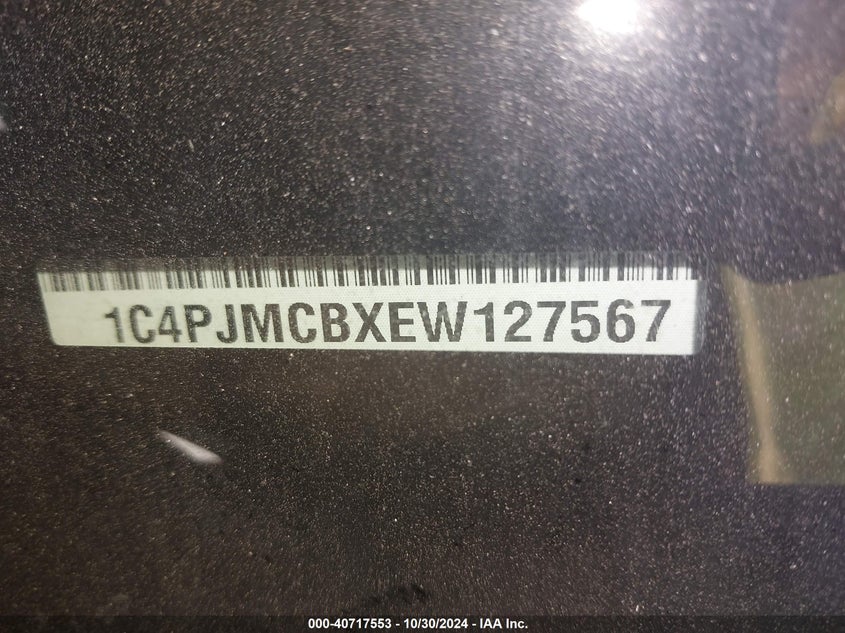 1C4PJMCBXEW127567
000-40717553 - 10/30/2024 - IAA Inc.